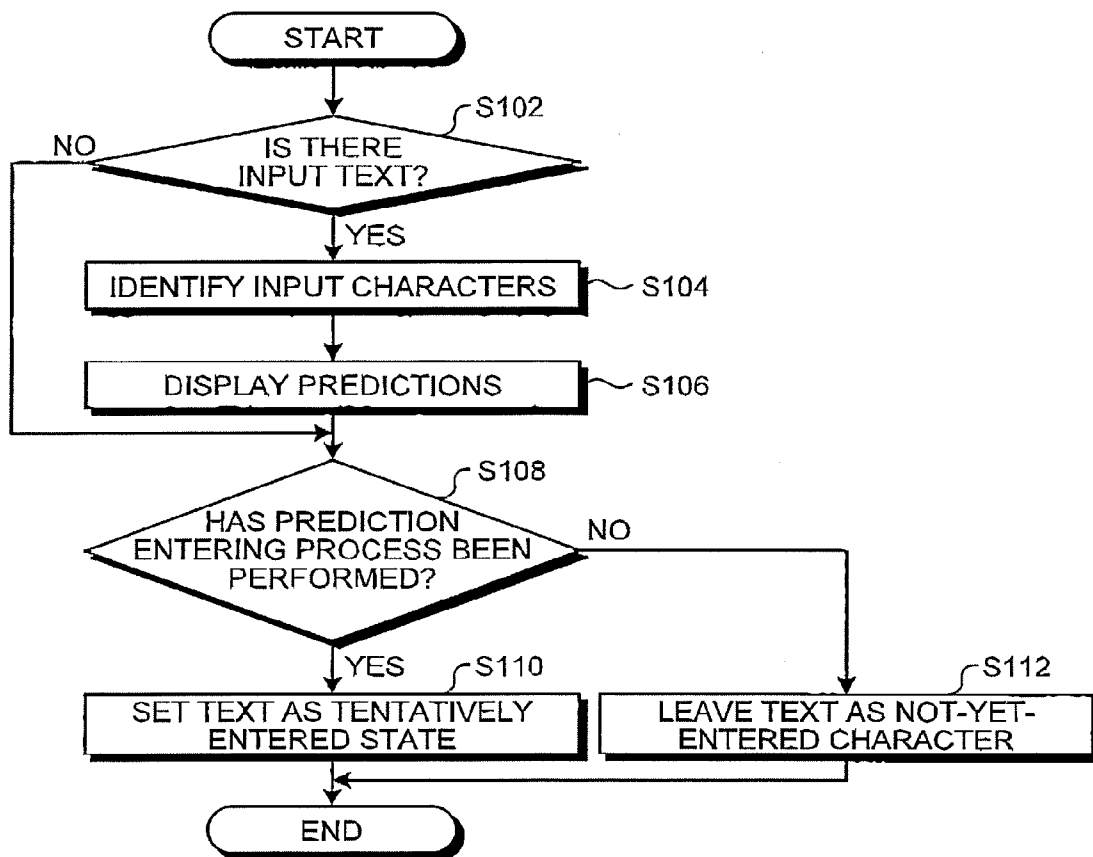 START
S102
NO
IS THERE
INPUT TEXT?
YES
IDENTIFY INPUT CHARACTERS
S104
DISPLAY PREDICTIONS
S106
S108
HAS PREDICTION
ENTERING PROCESS BEEN
PERFORMED?
NO
YES
S110
S112
SET TEXT AS TENTATIVELY
ENTERED STATE
LEAVE TEXT AS NOT-YET-
ENTERED CHARACTER
END